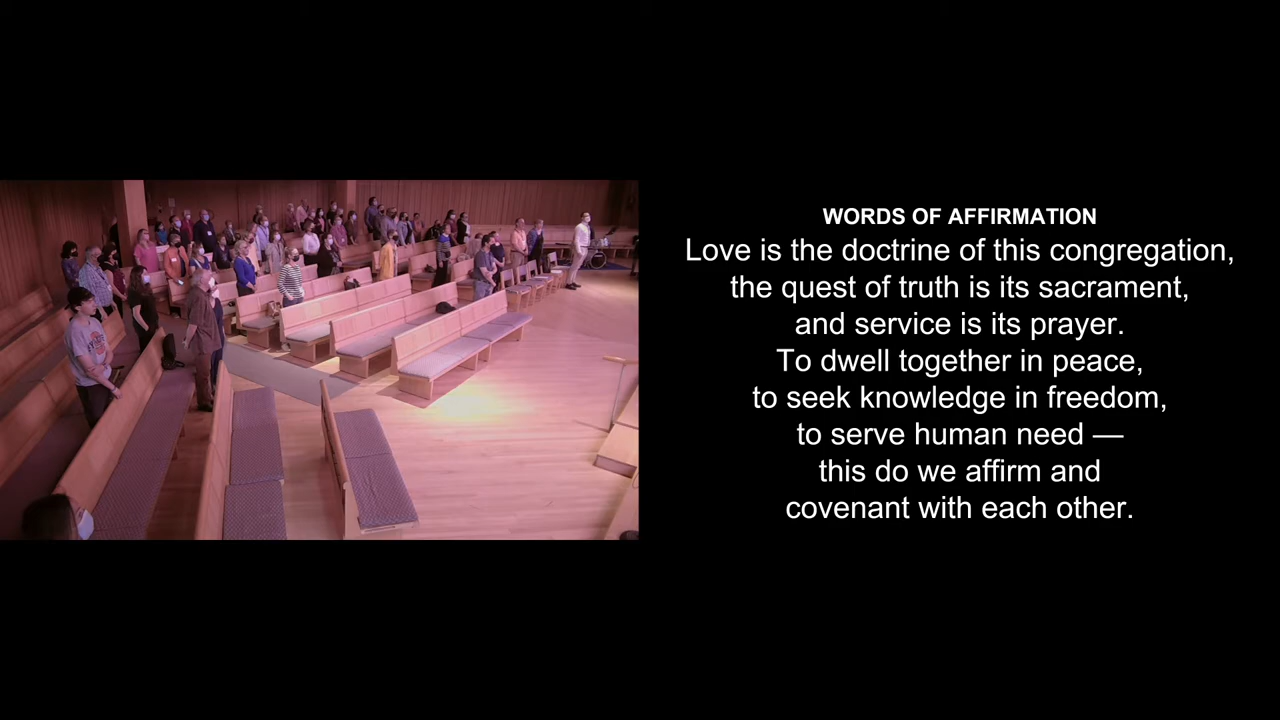 WORDS OF AFFIRMATION
Love is the doctrine of this congregation,
the quest of truth is its sacrament,
and service is its prayer.
To dwell together in peace,
to seek knowledge in freedom,
to serve human need —
this do we affirm and
covenant with each other.